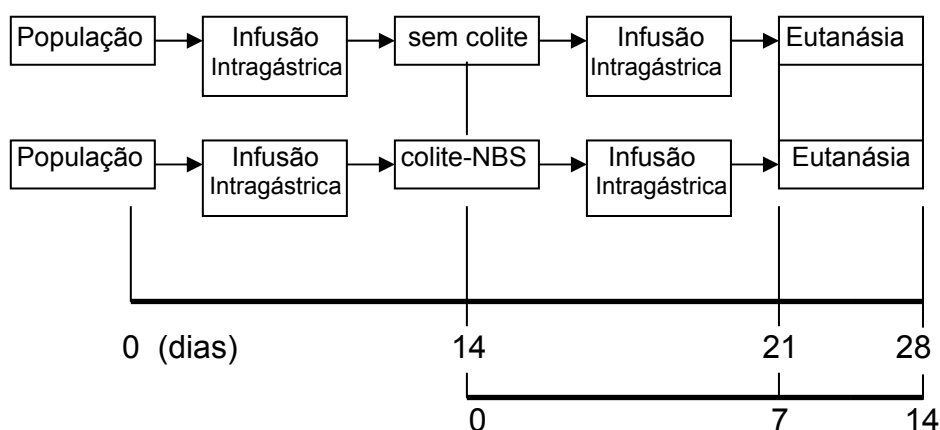 População
Infusão
Intragástrica
sem colite
Infusão
Intragástrica
Eutanásia
População
Infusão
Intragástrica
colite-NBS
Infusão
Intragástrica
Eutanásia
0 (dias) 14 21 28
0 7 14